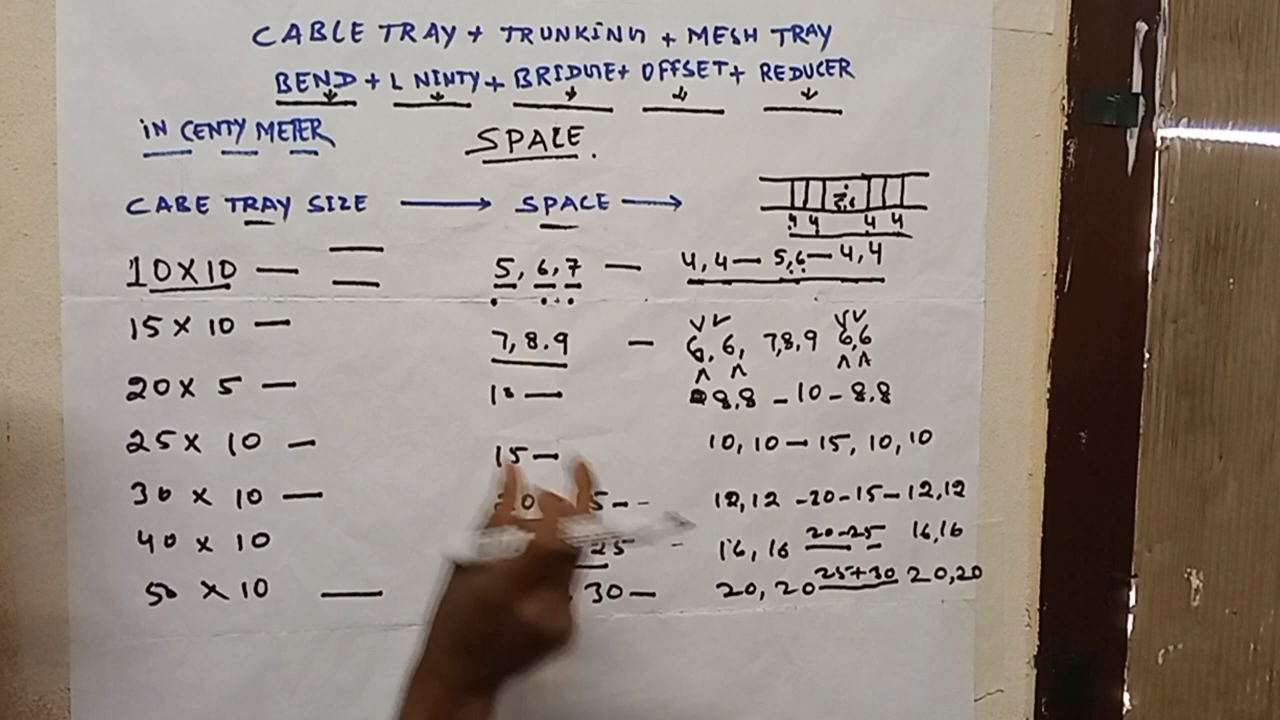 CABLE TRAY + TRUNKING + MESH TRAY
BEND + L NINTY + BRIDGE + OFFSET + REDUCER
IN CENTY METER
SPACE.
CABE TRAY SIZE → SPACE →
4 4 4 4
10X10 — 5, 6, 7 — 4,4 — 5,6 — 4,4
15 X 10 — 7, 8.9 — 6, 6, 7,8,9 6,6
20 X 5 — 10 — 8,8 - 10 - 8,8
25 X 10 — 15 — 10, 10 — 15, 10, 10
30 X 10 — 12,12 - 20 - 15 - 12,12
40 X 10 25 - 16, 16 20-25 16,16
50 X 10 — 30 — 20, 20 25+30 20,20